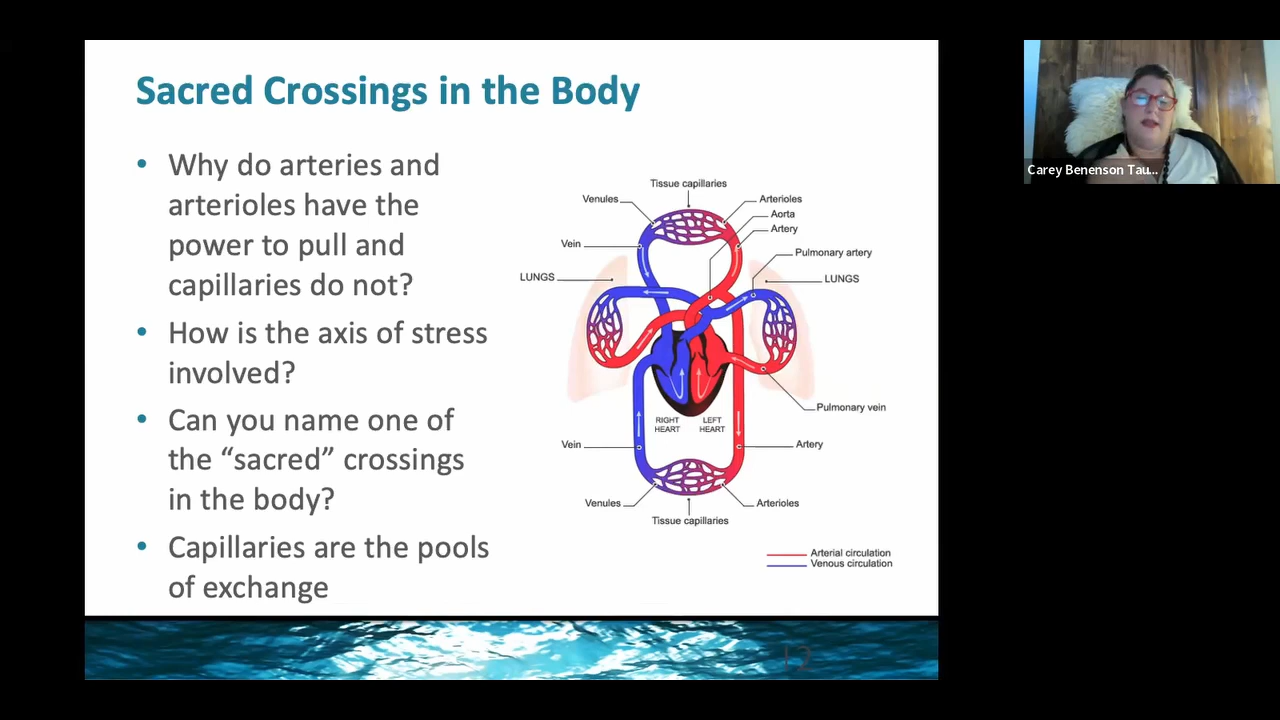 Sacred Crossings in the Body
• Why do arteries and
arterioles have the
power to pull and
capillaries do not?
• How is the axis of stress
involved?
• Can you name one of
the “sacred” crossings
in the body?
• Capillaries are the pools
of exchange
Tissue capillaries
Venules
Arterioles
Aorta
Artery
Vein
Pulmonary artery
LUNGS
LUNGS
RIGHT
HEART
LEFT
HEART
Pulmonary vein
Vein
Artery
Venules
Arterioles
Tissue capillaries
Arterial circulation
Venous circulation
12
Carey Benenson Tau...